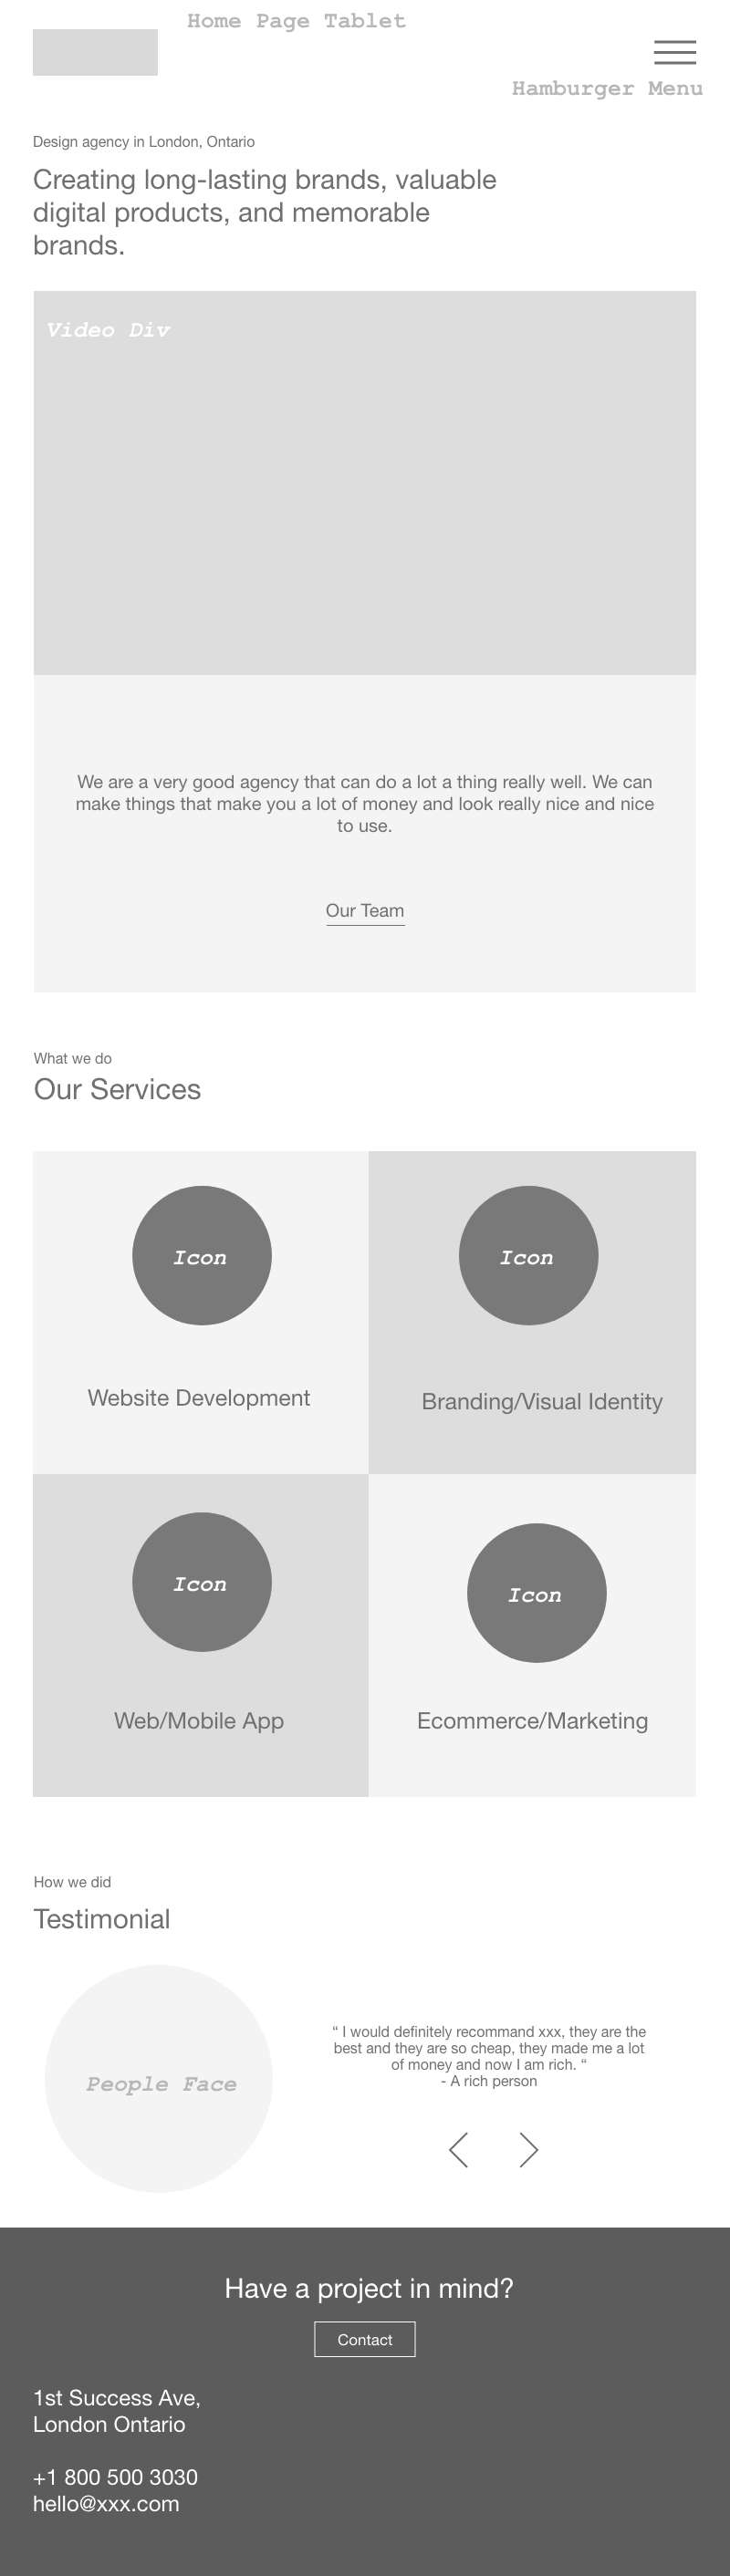 Home Page Tablet
Hamburger Menu
Design agency in London, Ontario
Creating long-lasting brands, valuable
digital products, and memorable
brands.
Video Div
We are a very good agency that can do a lot a thing really well. We can
make things that make you a lot of money and look really nice and nice
to use.
Our Team
What we do
Our Services
Icon
Icon
Website Development
Branding/Visual Identity
Icon
Icon
Web/Mobile App
Ecommerce/Marketing
How we did
Testimonial
People Face
“ I would definitely recommand xxx, they are the
best and they are so cheap, they made me a lot
of money and now I am rich. “
- A rich person
Have a project in mind?
Contact
1st Success Ave,
London Ontario
+1 800 500 3030
hello@xxx.com